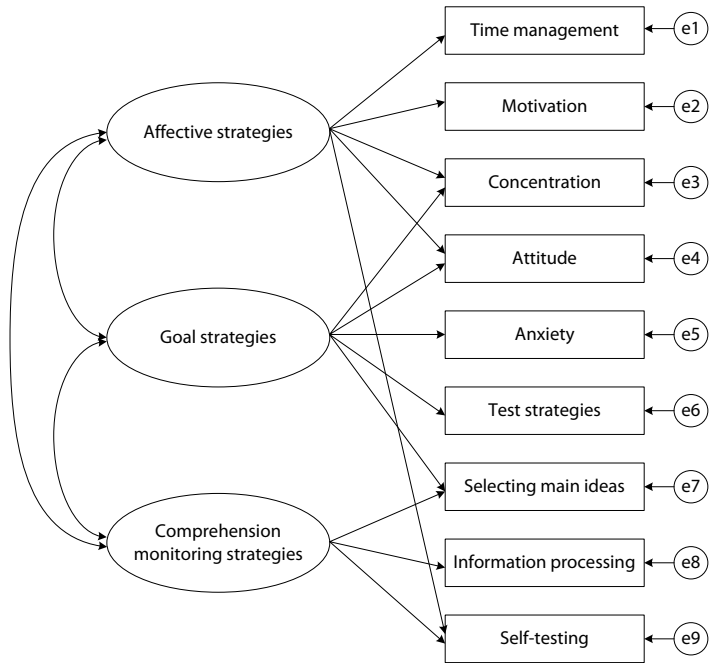 Time management
e1
Motivation
e2
Affective strategies
Concentration
e3
Attitude
e4
Goal strategies
Anxiety
e5
Test strategies
e6
Selecting main ideas
e7
Comprehension
monitoring strategies
Information processing
e8
Self-testing
e9